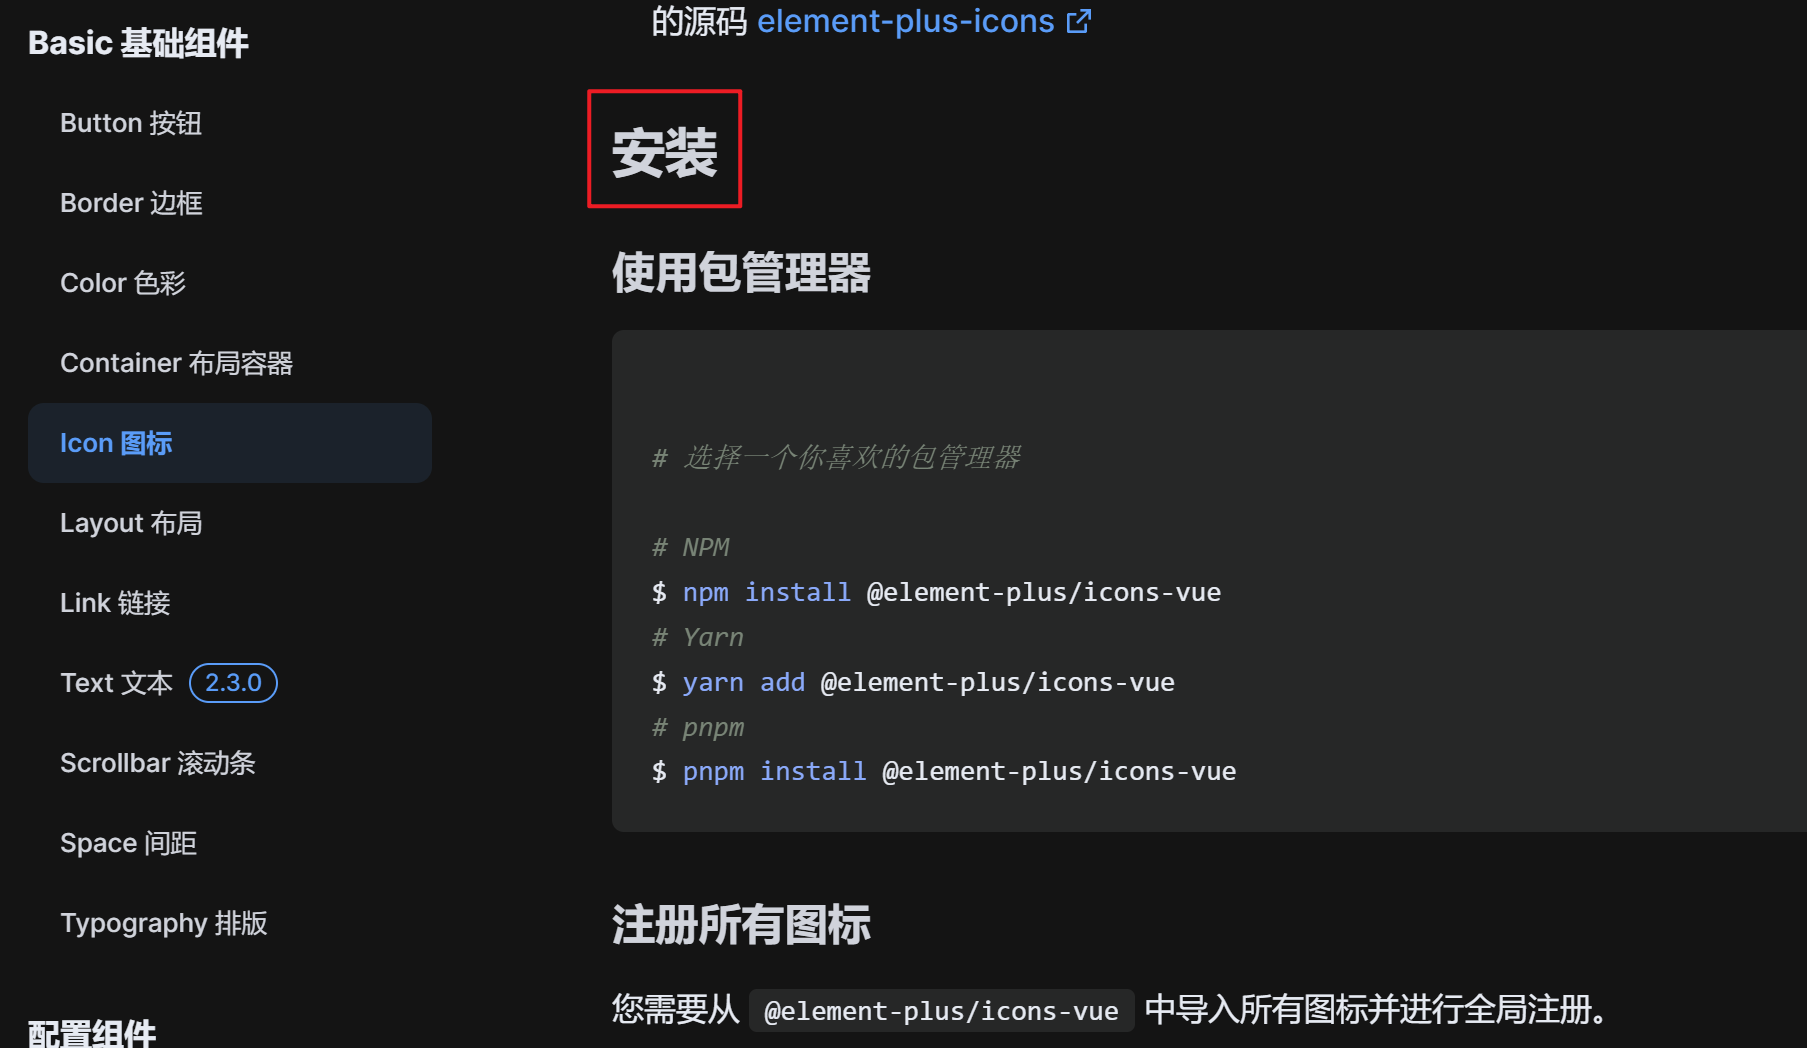 Basic 基础组件
Button 按钮
Border 边框
Color 色彩
Container 布局容器
Icon 图标
Layout 布局
Link 链接
Text 文本 2.3.0
Scrollbar 滚动条
Space 间距
Typography 排版
配置组件
的源码 element-plus-icons
安装
使用包管理器
# 选择一个你喜欢的包管理器
# NPM
$ npm install @element-plus/icons-vue
# Yarn
$ yarn add @element-plus/icons-vue
# pnpm
$ pnpm install @element-plus/icons-vue
注册所有图标
您需要从 @element-plus/icons-vue 中导入所有图标并进行全局注册。